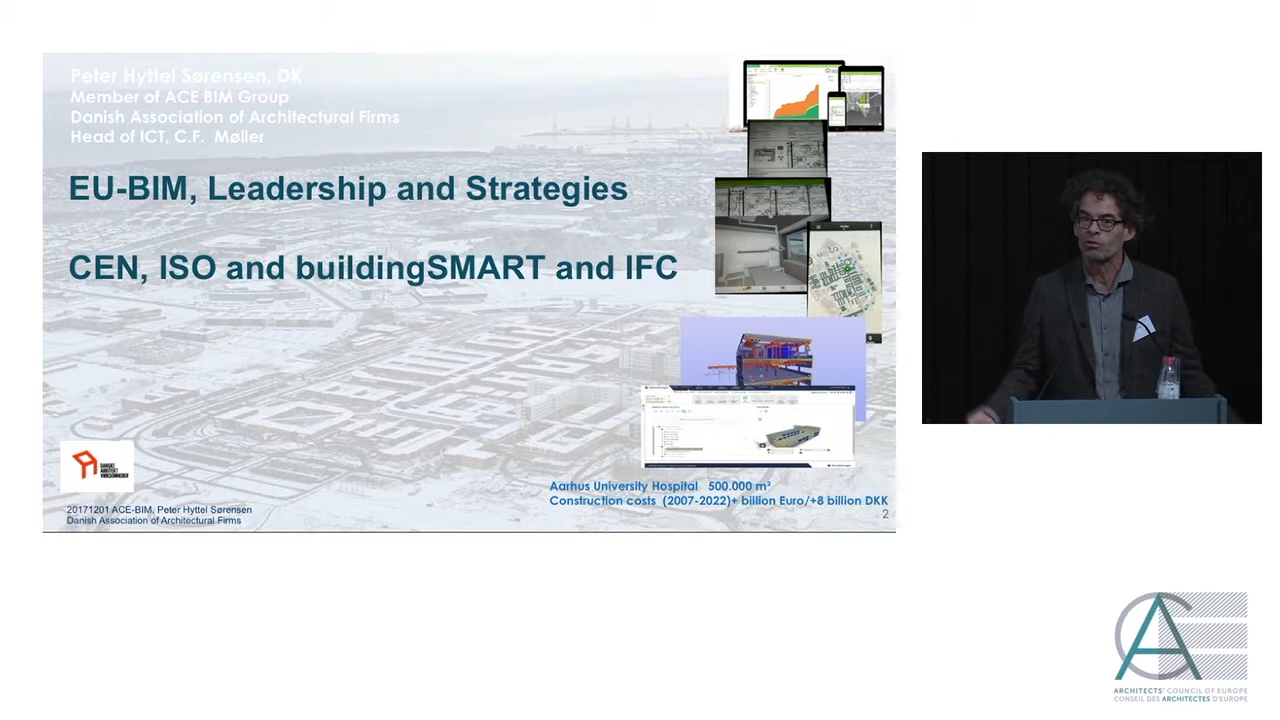 Peter Hyttel Sørensen, DK
Member of ACE BIM Group
Danish Association of Architectural Firms
Head of ICT, C.F. Møller
EU-BIM, Leadership and Strategies
CEN, ISO and buildingSMART and IFC
DANSKE
ARKITEKT
VIRKSOMHEDER
Aarhus University Hospital 500.000 m²
Construction costs (2007-2022)+ billion Euro/+8 billion DKK
20171201 ACE-BIM, Peter Hyttel Sørensen
Danish Association of Architectural Firms
2
ACE
ARCHITECTS' COUNCIL OF EUROPE
CONSEIL DES ARCHITECTES D'EUROPE